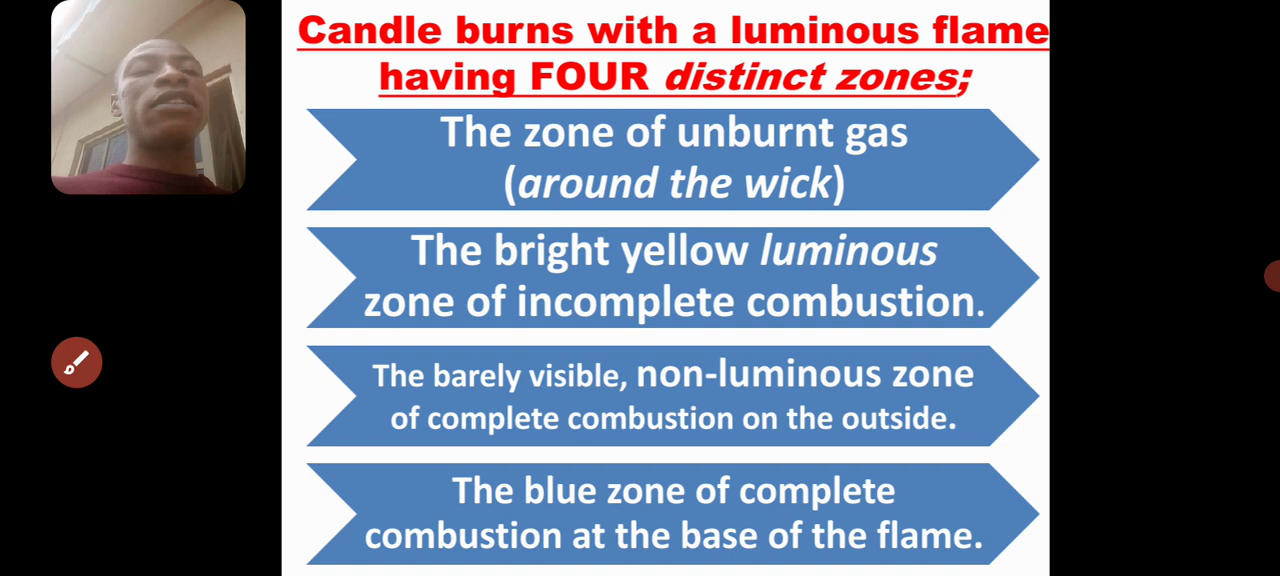 Candle burns with a luminous flame
having FOUR distinct zones;
The zone of unburnt gas
(around the wick)
The bright yellow luminous
zone of incomplete combustion.
The barely visible, non-luminous zone
of complete combustion on the outside.
The blue zone of complete
combustion at the base of the flame.